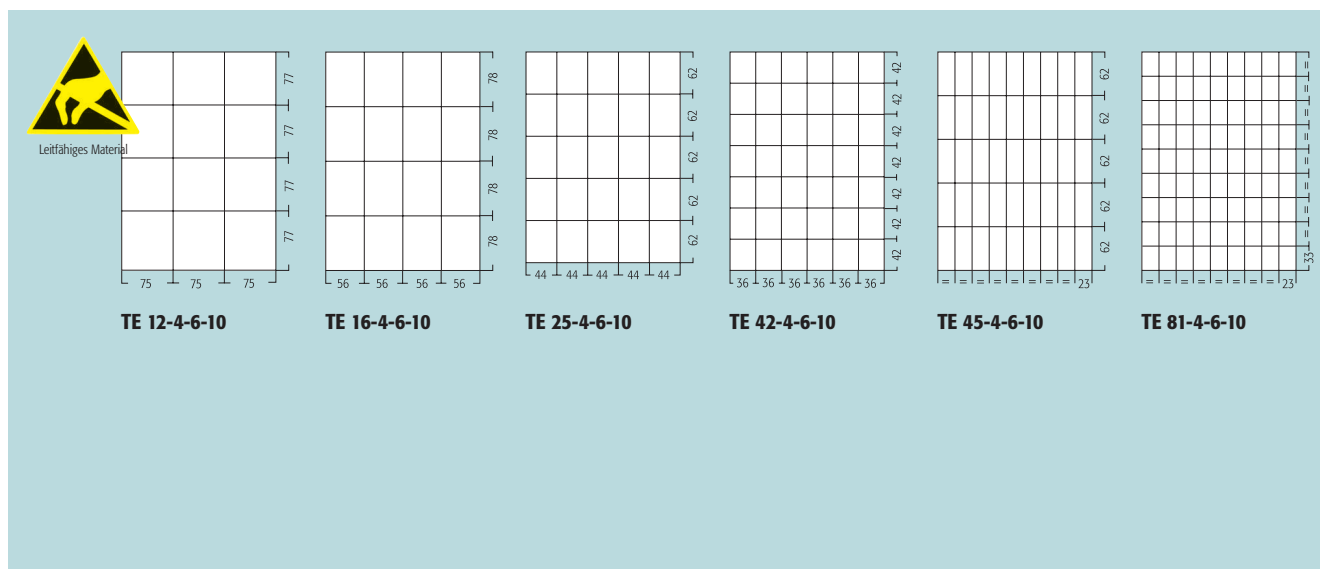 Leitfähiges Material
77
77
77
77
75 75 75
TE 12-4-6-10
78
78
78
78
56 56 56 56
TE 16-4-6-10
62
62
62
62
62
44 44 44 44 44
TE 25-4-6-10
42
42
42
42
42
42
42
36 36 36 36 36 36
TE 42-4-6-10
62
62
62
62
62
= = = = = = = = 23
TE 45-4-6-10
=
=
=
=
=
=
=
=
33
= = = = = = = = 23
TE 81-4-6-10